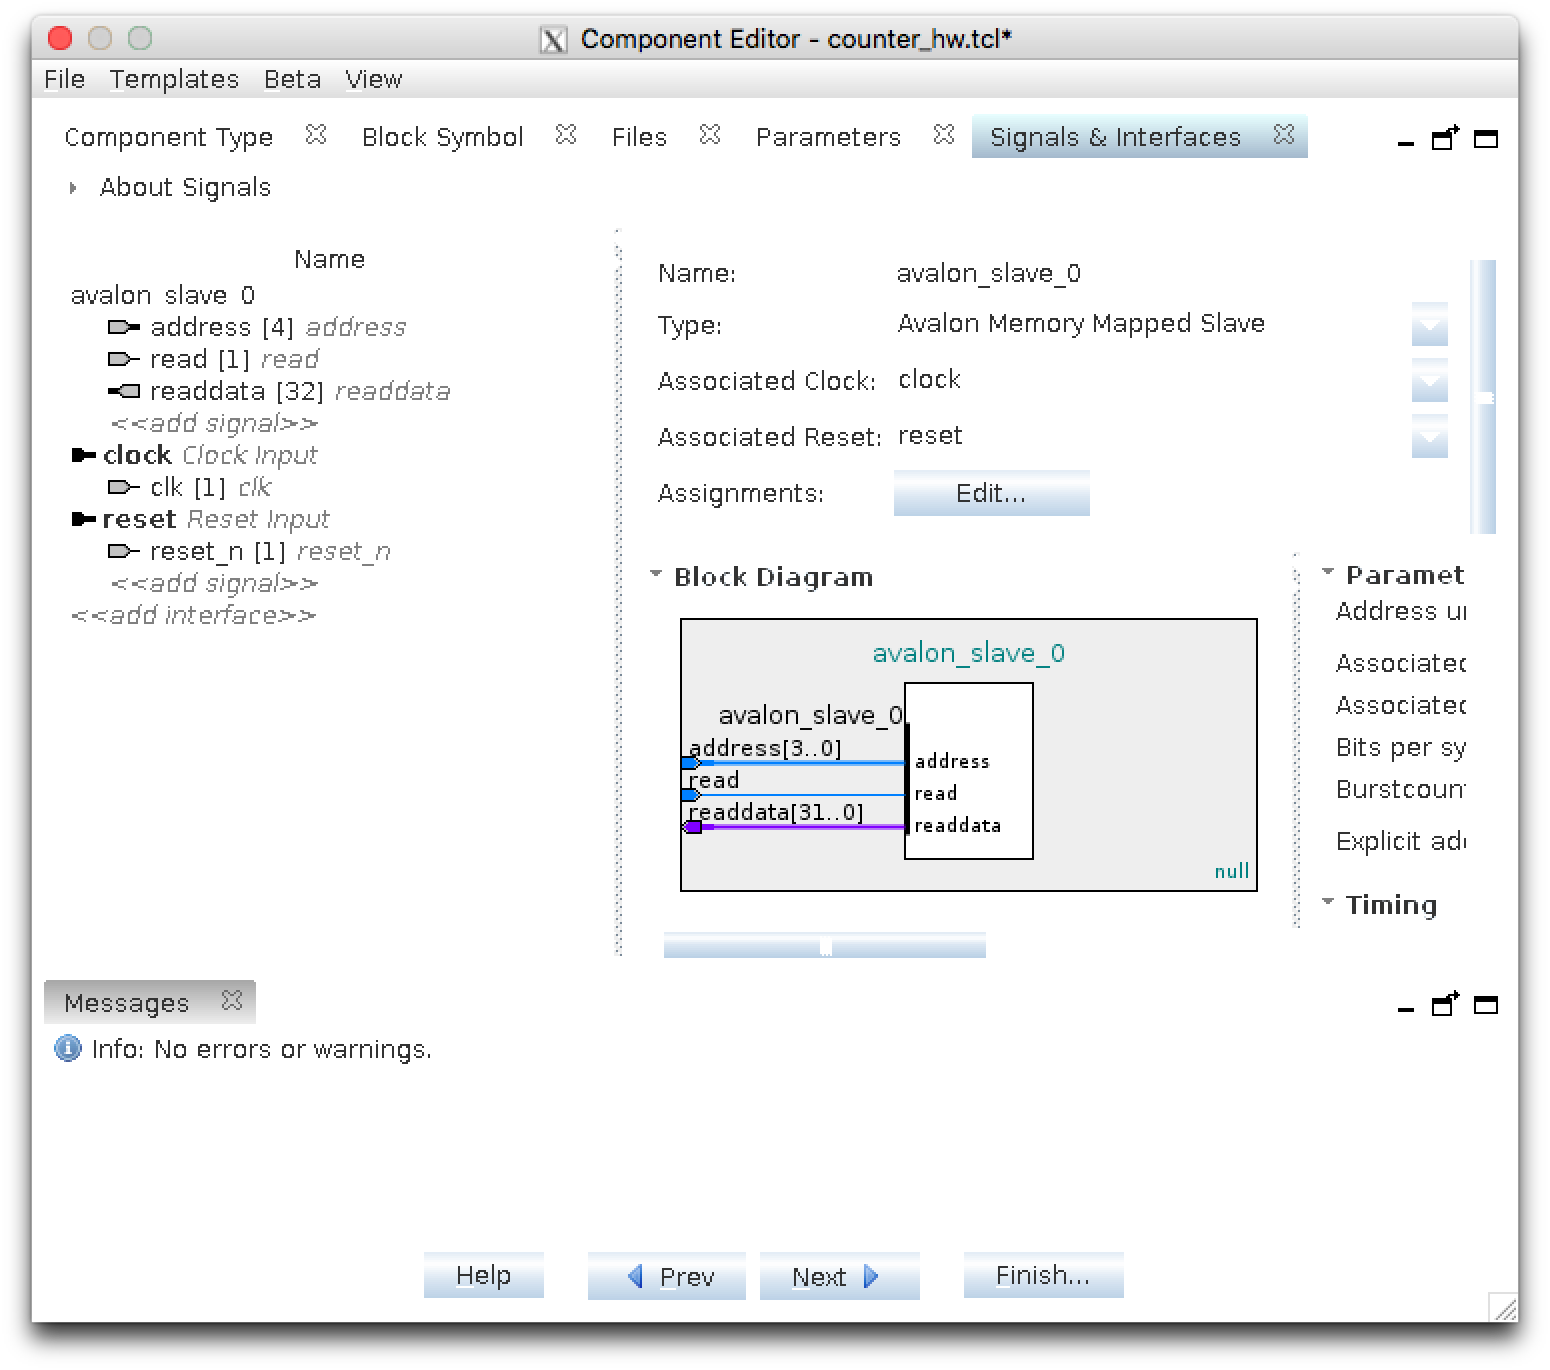 Component Editor - counter_hw.tcl*
File Templates Beta View
Component Type Block Symbol Files Parameters Signals & Interfaces
About Signals
Name
avalon_slave_0
address [4] address
read [1] read
readdata [32] readdata
<<add signal>>
clock Clock Input
clk [1] clk
reset Reset Input
reset_n [1] reset_n
<<add signal>>
<<add interface>>
Name: avalon_slave_0
Type: Avalon Memory Mapped Slave
Associated Clock: clock
Associated Reset: reset
Assignments: Edit...
Block Diagram
avalon_slave_0
avalon_slave_0
address[3..0]
address
read
read
readdata[31..0]
readdata
null
Paramet
Address
Associated
Associated
Bits per sy
Burstcoun
Explicit
Timing
Messages
Info: No errors or warnings.
Help Prev Next Finish...